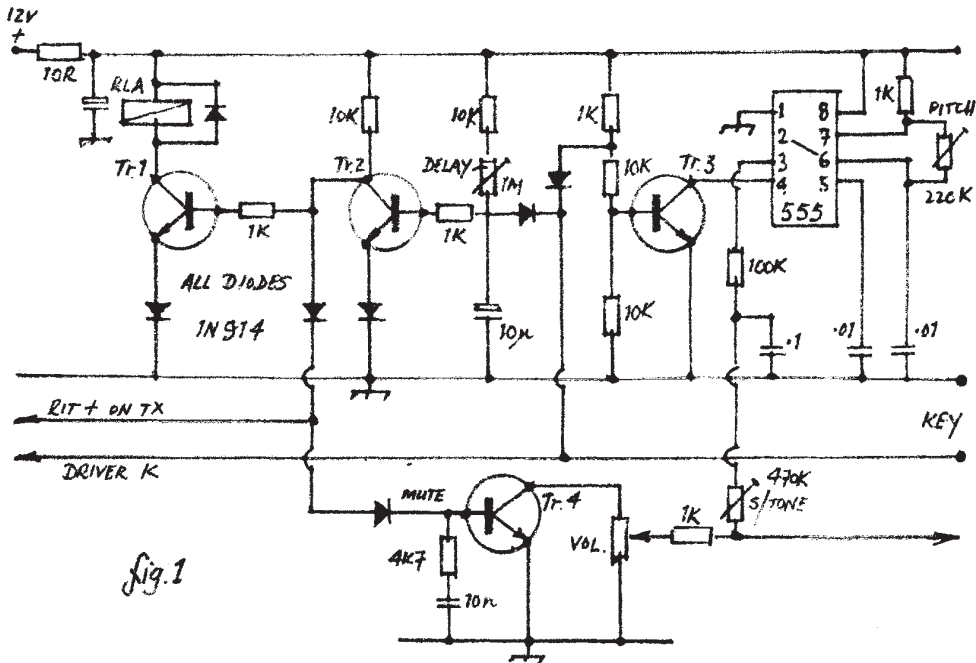 12V
+
10R
RLA
Tr.1
1K
ALL DIODES
1N914
10K
Tr.2
10K
DELAY
1M
1K
10µ
1K
10K
10K
Tr.3
1
2
3
4
8
7
6
5
555
1K
PITCH
220K
100K
.1
.01
.01
RIT + ON TX
KEY
DRIVER K
MUTE
Tr.4
4K7
10n
VOL.
1K
470K
S/TONE
fig.1